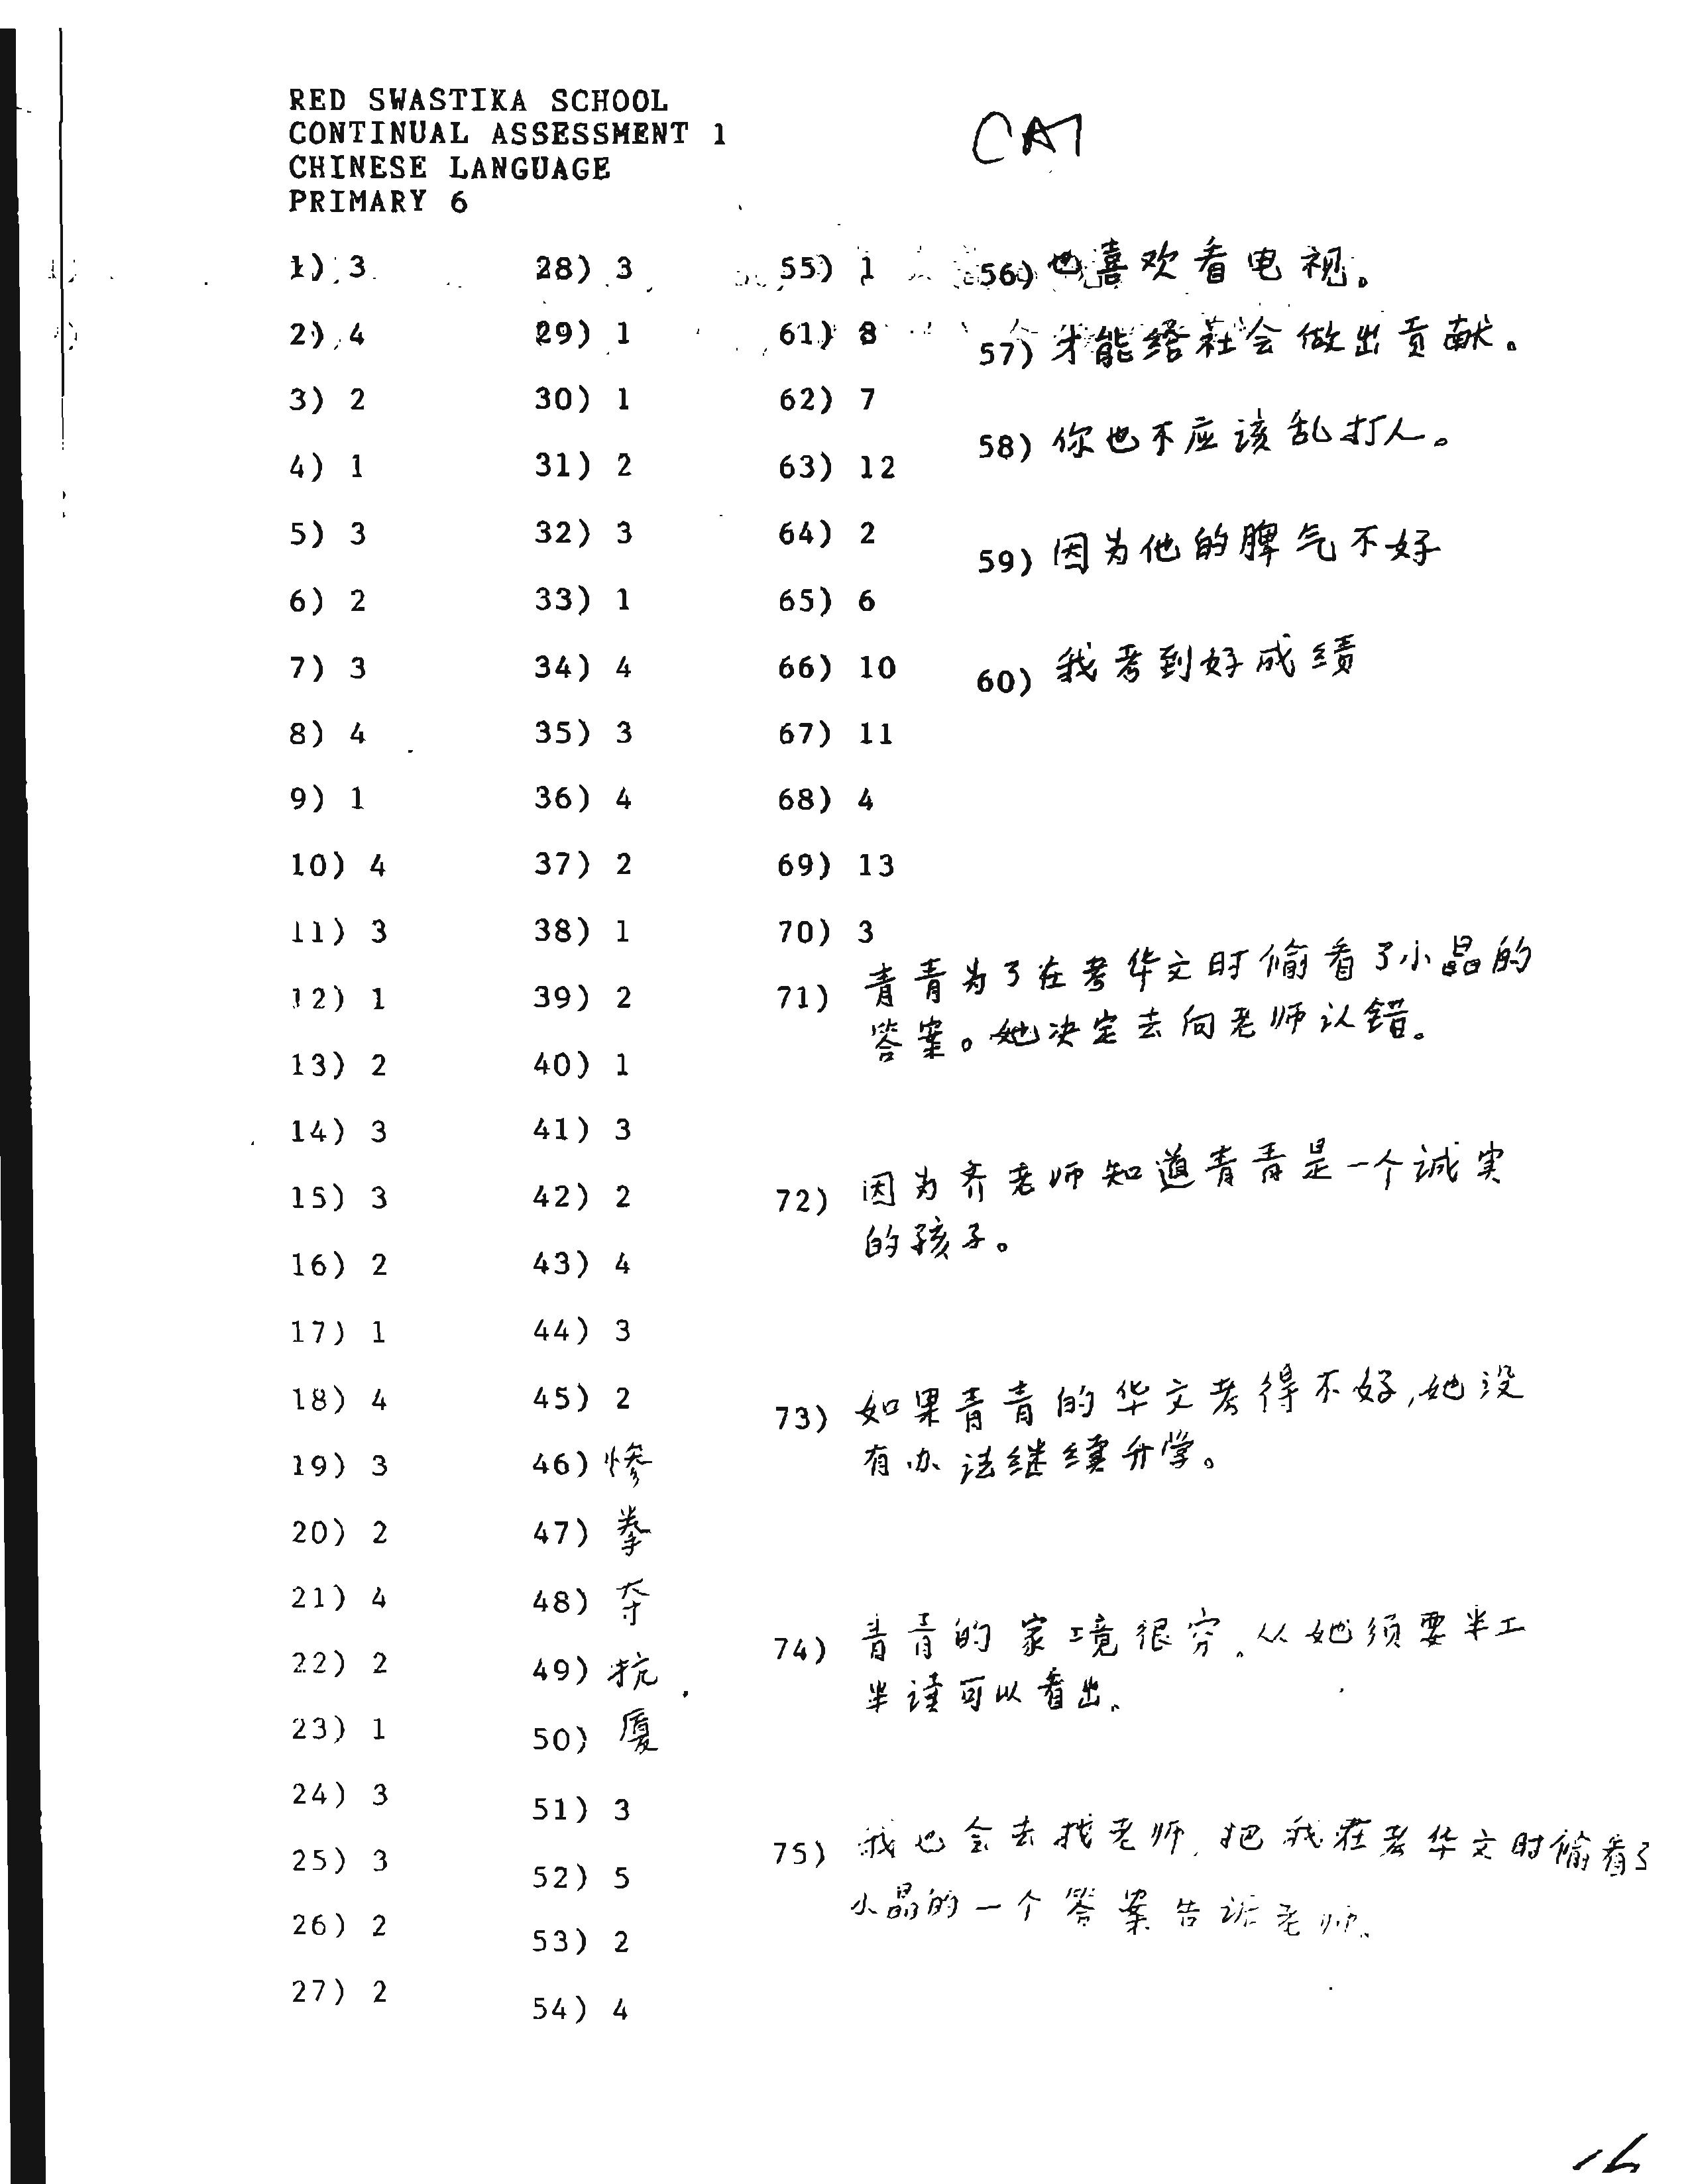 RED SWASTIKA SCHOOL
CONTINUAL ASSESSMENT 1
CHINESE LANGUAGE
PRIMARY 6
CA1
1) 3
2) 4
3) 2
4) 1
5) 3
6) 2
7) 3
8) 4
9) 1
10) 4
11) 3
12) 1
13) 2
14) 3
15) 3
16) 2
17) 1
18) 4
19) 3
20) 2
21) 4
22) 2
23) 1
24) 3
25) 3
26) 2
27) 2
28) 3
29) 1
30) 1
31) 2
32) 3
33) 1
34) 4
35) 3
36) 4
37) 2
38) 1
39) 2
40) 1
41) 3
42) 2
43) 4
44) 3
45) 2
46) 惨
47) 拳
48) 夺
49) 抗
50) 厦
51) 3
52) 5
53) 2
54) 4
55) 1
56) 也喜欢看电视。
57) 才能给社会做出贡献。
58) 你也不应该乱打人。
59) 因为他的脾气不好
60) 我考到好成绩
61) 8
62) 7
63) 12
64) 2
65) 6
66) 10
67) 11
68) 4
69) 13
70) 3
71) 青青为了在考华文时偷看了小晶的
答案。她决定去向老师认错。
72) 因为齐老师知道青青是一个诚实
的孩子。
73) 如果青青的华文考得不好,她没
有办法继续升学。
74) 青青的家境很穷。从她须要半工
半读可以看出。
75) 我也会去找老师,把我在考华文时偷看了
小晶的一个答案告诉老师。